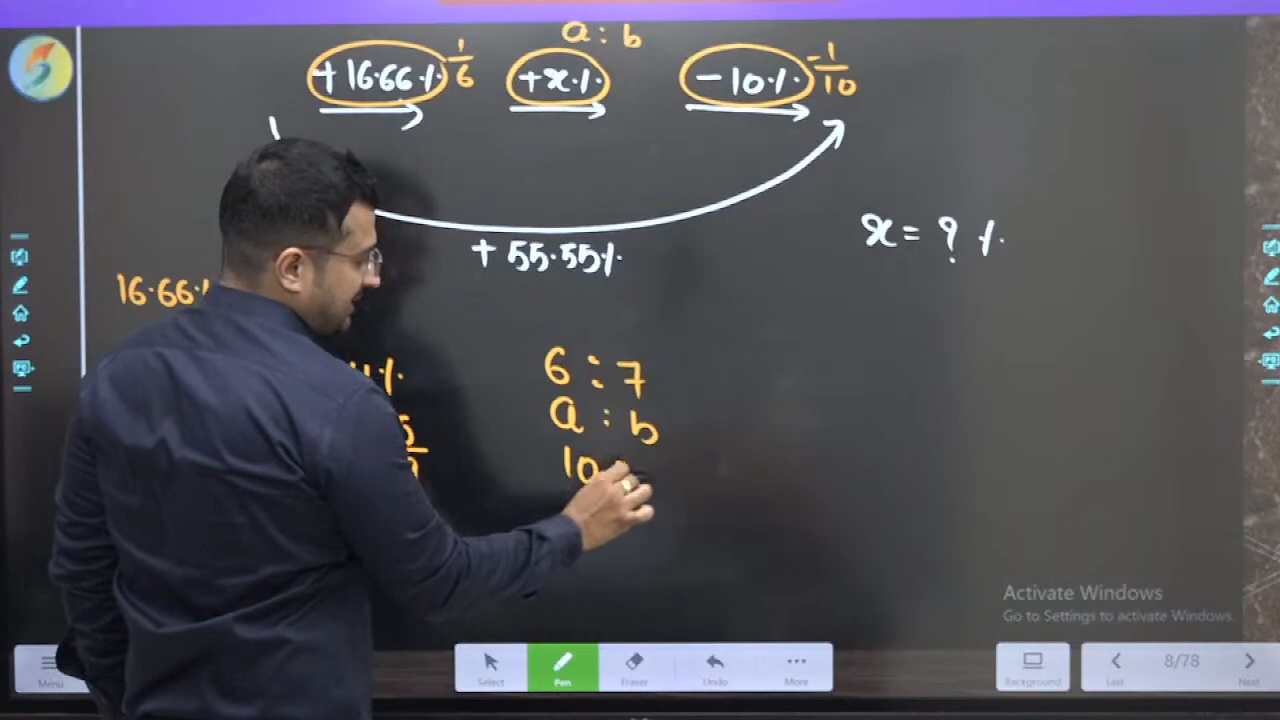 a : b
+ 16.66 % 1/6 + x % - 10 % -1/10
+ 55.55 %
x = ? %
16.66
6 : 7
a : b
10
Activate Windows
Go to Settings to activate Windows.
Menu Select Pen Eraser Undo More Background Last 8/78 Next